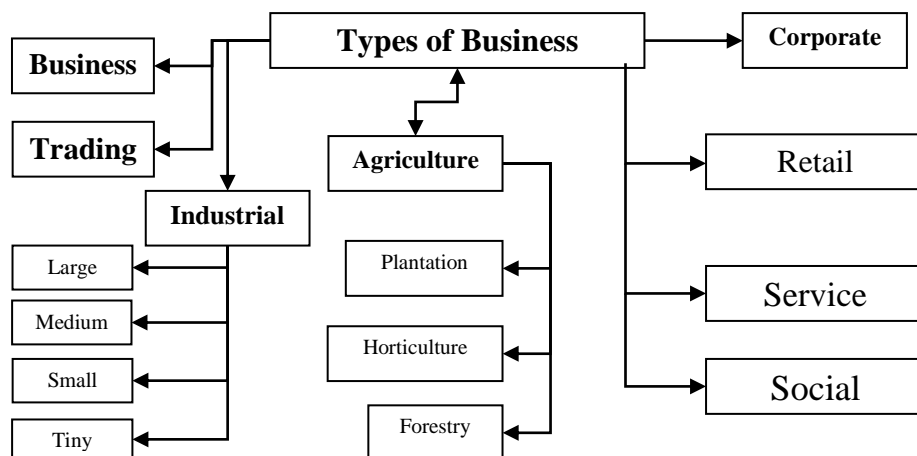 Types of Business
Corporate
Business
Trading
Agriculture
Retail
Industrial
Large
Plantation
Service
Medium
Horticulture
Small
Social
Tiny
Forestry